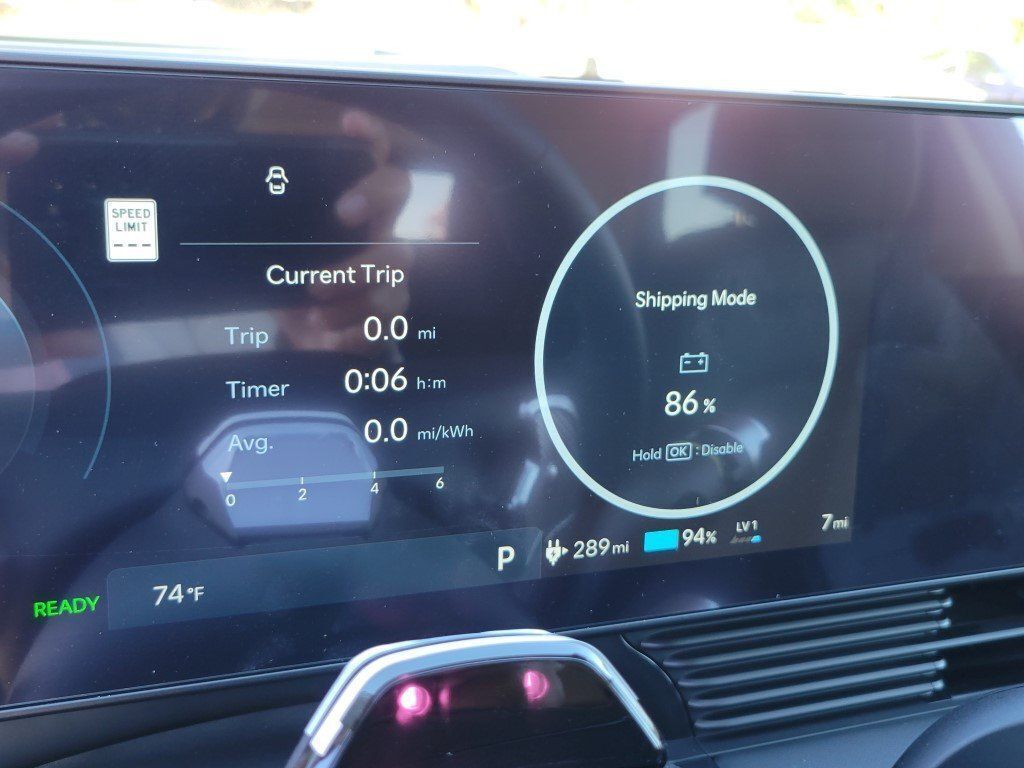 SPEED
LIMIT
---
Current Trip
Trip 0.0 mi
Timer 0:06 h:m
Avg. 0.0 mi/kWh
0 2 4 6
Shipping Mode
86 %
Hold OK : Disable
P 289 mi 94% LV1 7 mi
READY 74°F